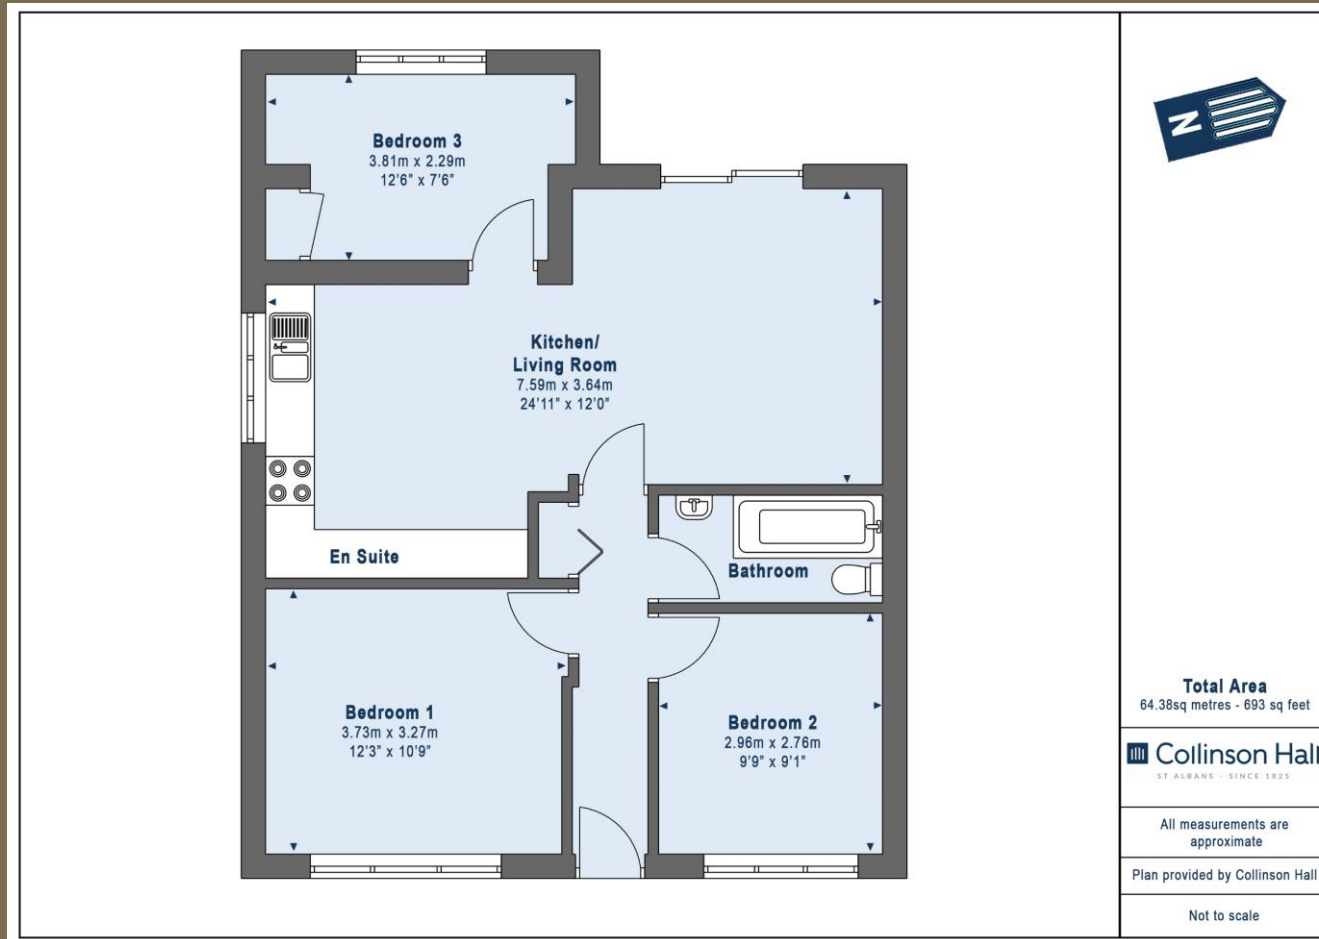 Bedroom 3
3.81m x 2.29m
12'6" x 7'6"
Kitchen/
Living Room
7.59m x 3.64m
24'11" x 12'0"
En Suite
Bathroom
Bedroom 1
3.73m x 3.27m
12'3" x 10'9"
Bedroom 2
2.96m x 2.76m
9'9" x 9'1"
N
Total Area
64.38sq metres - 693 sq feet
Collinson Hall
ST ALBANS - SINCE 1825
All measurements are
approximate
Plan provided by Collinson Hall
Not to scale